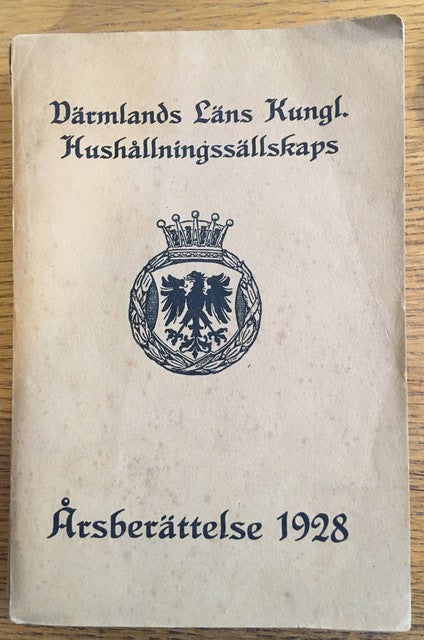 Värmlands Läns Kungl.
Hushållningssällskaps
Årsberättelse 1928